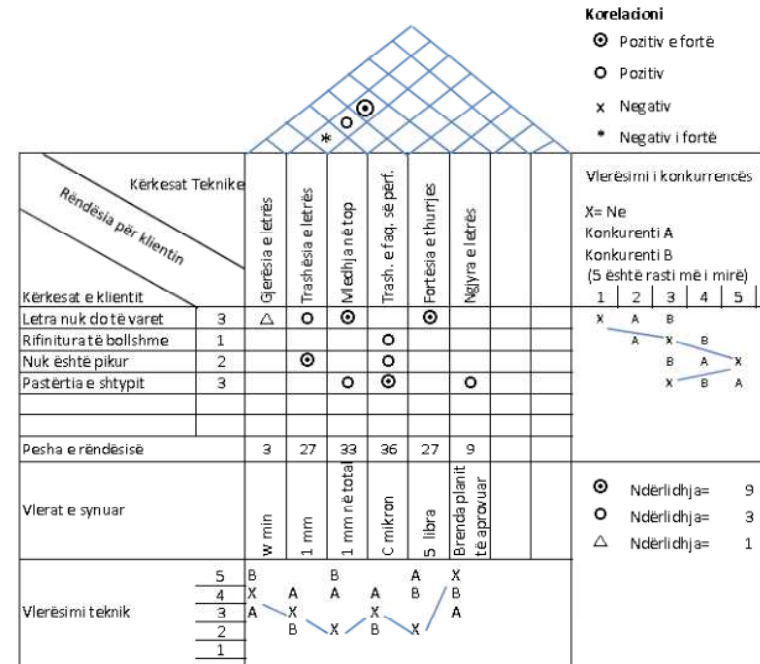 Korelacioni
Pozitiv e fortë
Pozitiv
x Negativ
* Negativ i fortë
*
Kërkesat Teknike
Rëndësia për klientin
Kërkesat e klientit
Gjerësia e letrës
Trashësia e letrës
Mledhja në top
Trash. e faq. së përf.
Fortësia e thurrjes
Ngjyra e letrës
Vlerësimi i konkurrencës
X= Ne
Konkurenti A
Konkurenti B
(5 është rasti më i mirë)
1 2 3 4 5
Letra nuk do të varet 3 X A B
Rifinitura të bollshme 1 A X B
Nuk është pikur 2 B A X
Pastërtia e shtypit 3 X B A
Pesha e rëndësisë 3 27 33 36 27 9
Vlerat e synuar
w min
1 mm
1 mm në total
C mikron
5 libra
Brenda planit të aprovuar
Ndërlidhja= 9
Ndërlidhja= 3
Ndërlidhja= 1
Vlerësimi teknik
5 B B A X
4 X A A A B B
3 A X X A
2 B X B X
1